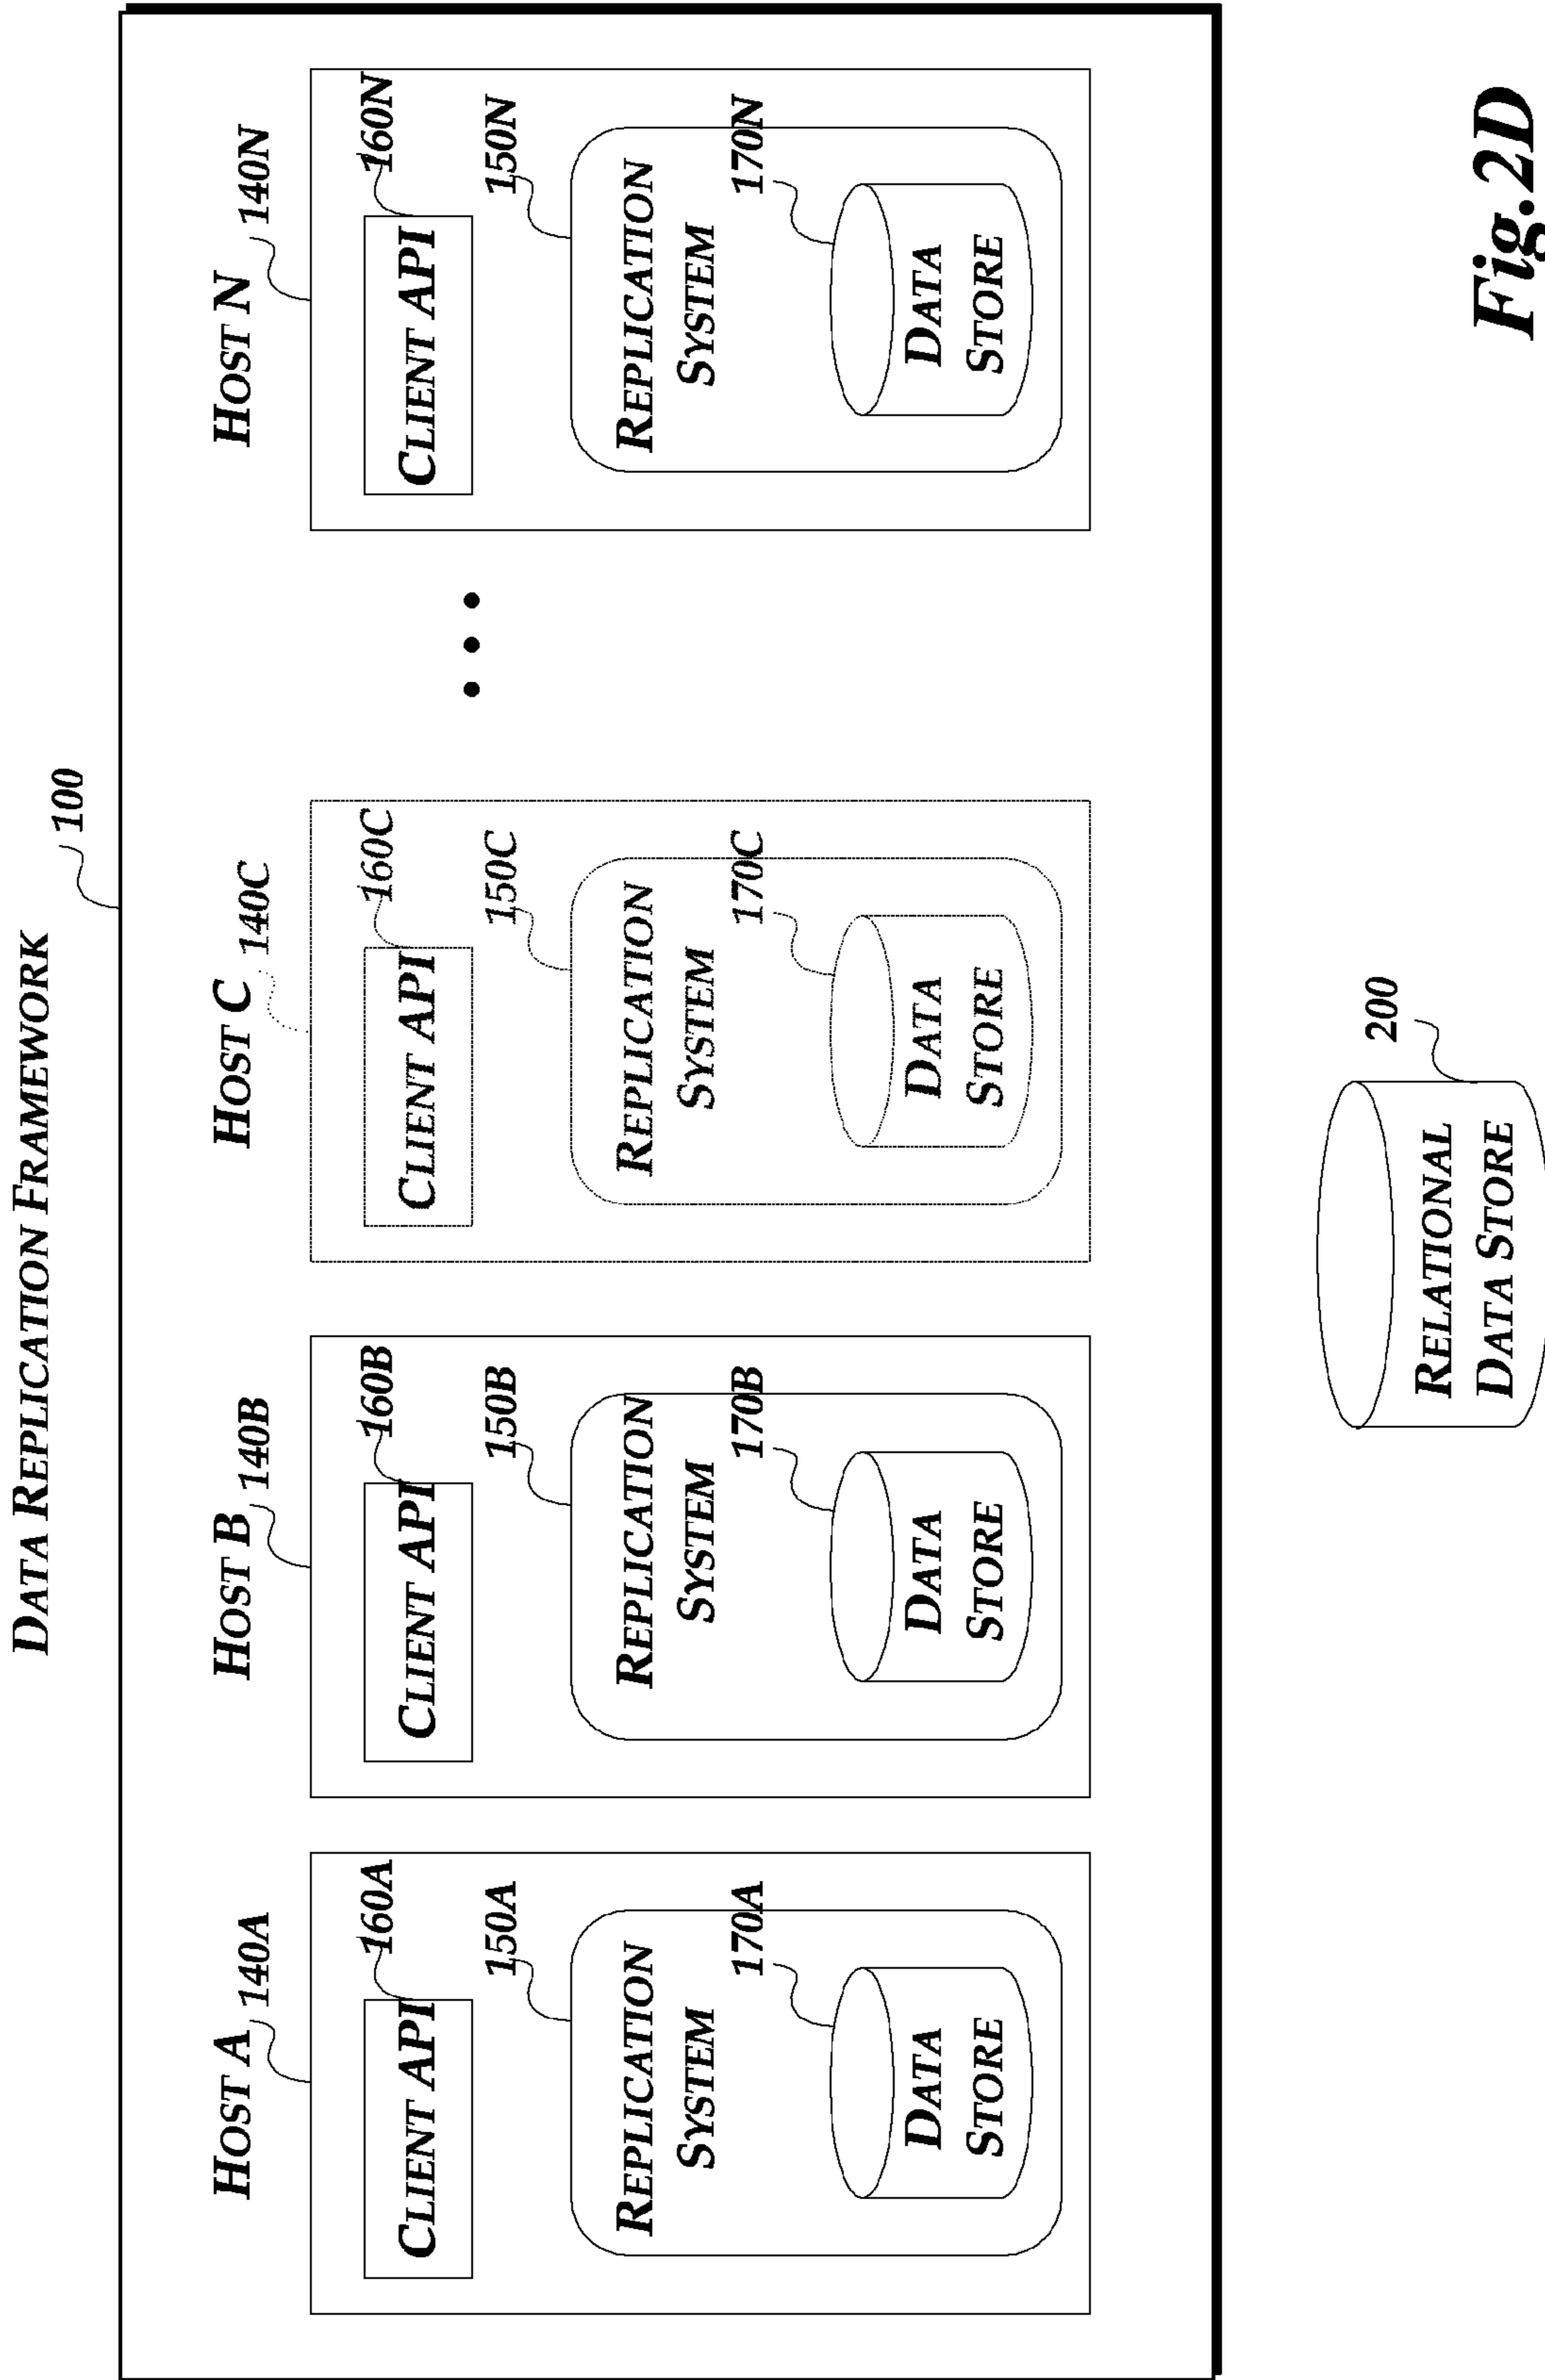 DATA REPLICATION FRAMEWORK
100
HOST A 140A
CLIENT API
160A
150A
REPLICATION
SYSTEM
170A
DATA
STORE
HOST B 140B
CLIENT API
160B
150B
REPLICATION
SYSTEM
170B
DATA
STORE
HOST C 140C
CLIENT API
160C
150C
REPLICATION
SYSTEM
170C
DATA
STORE
HOST N 140N
CLIENT API
160N
150N
REPLICATION
SYSTEM
170N
DATA
STORE
200
RELATIONAL
DATA STORE
Fig.2D